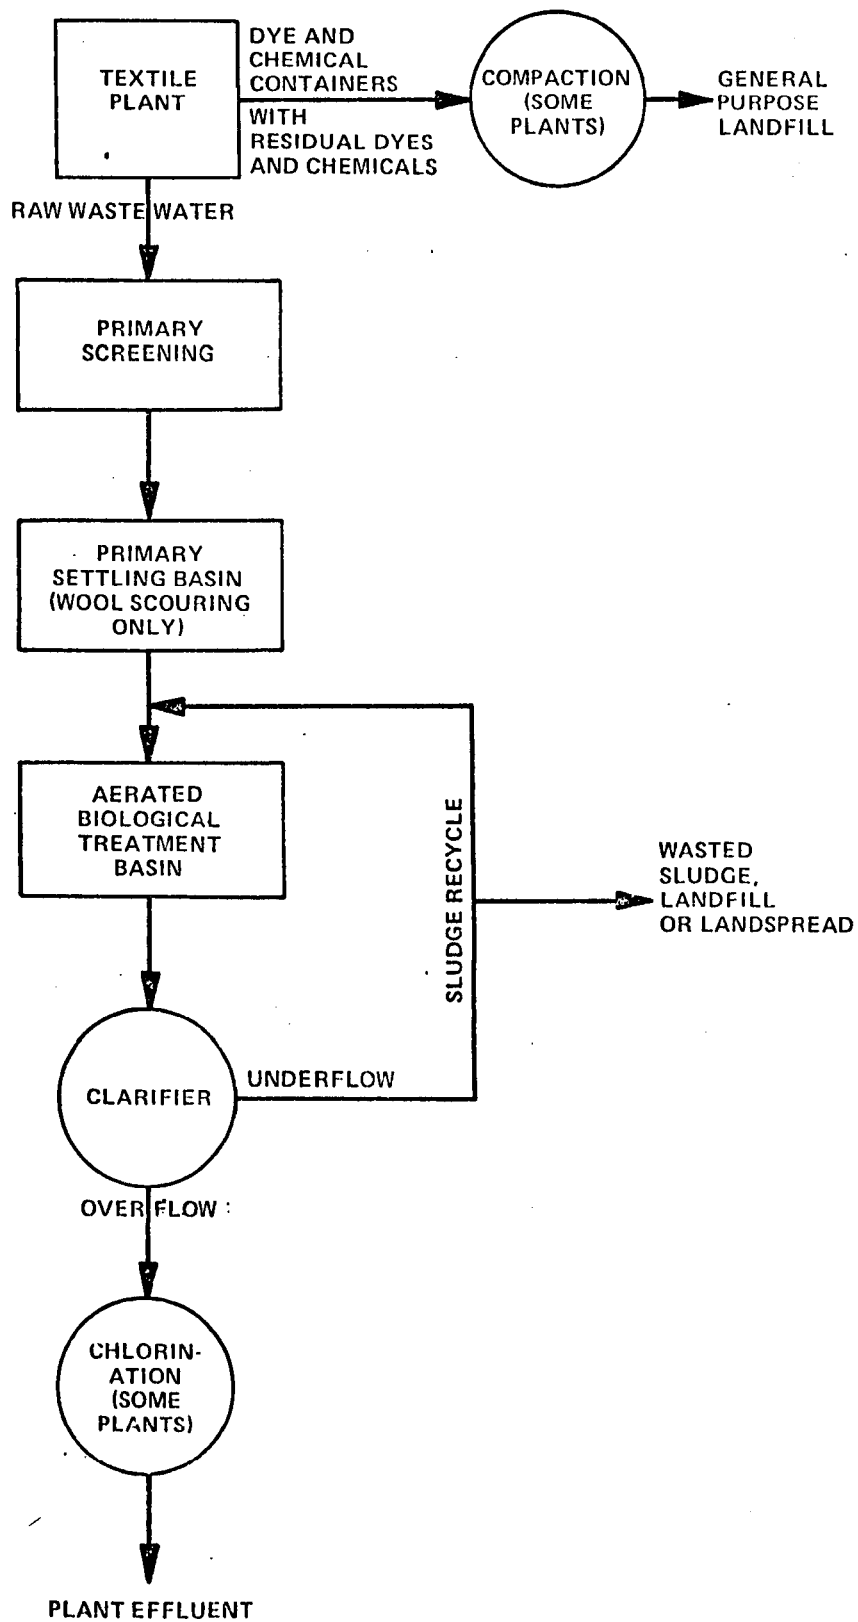 TEXTILE
PLANT
DYE AND
CHEMICAL
CONTAINERS
WITH
RESIDUAL DYES
AND CHEMICALS
COMPACTION
(SOME
PLANTS)
GENERAL
PURPOSE
LANDFILL
RAW WASTE WATER
PRIMARY
SCREENING
PRIMARY
SETTLING BASIN
(WOOL SCOURING
ONLY)
AERATED
BIOLOGICAL
TREATMENT
BASIN
SLUDGE RECYCLE
WASTED
SLUDGE,
LANDFILL
OR LANDSPREAD
CLARIFIER
UNDERFLOW
OVERFLOW :
CHLORIN-
ATION
(SOME
PLANTS)
PLANT EFFLUENT